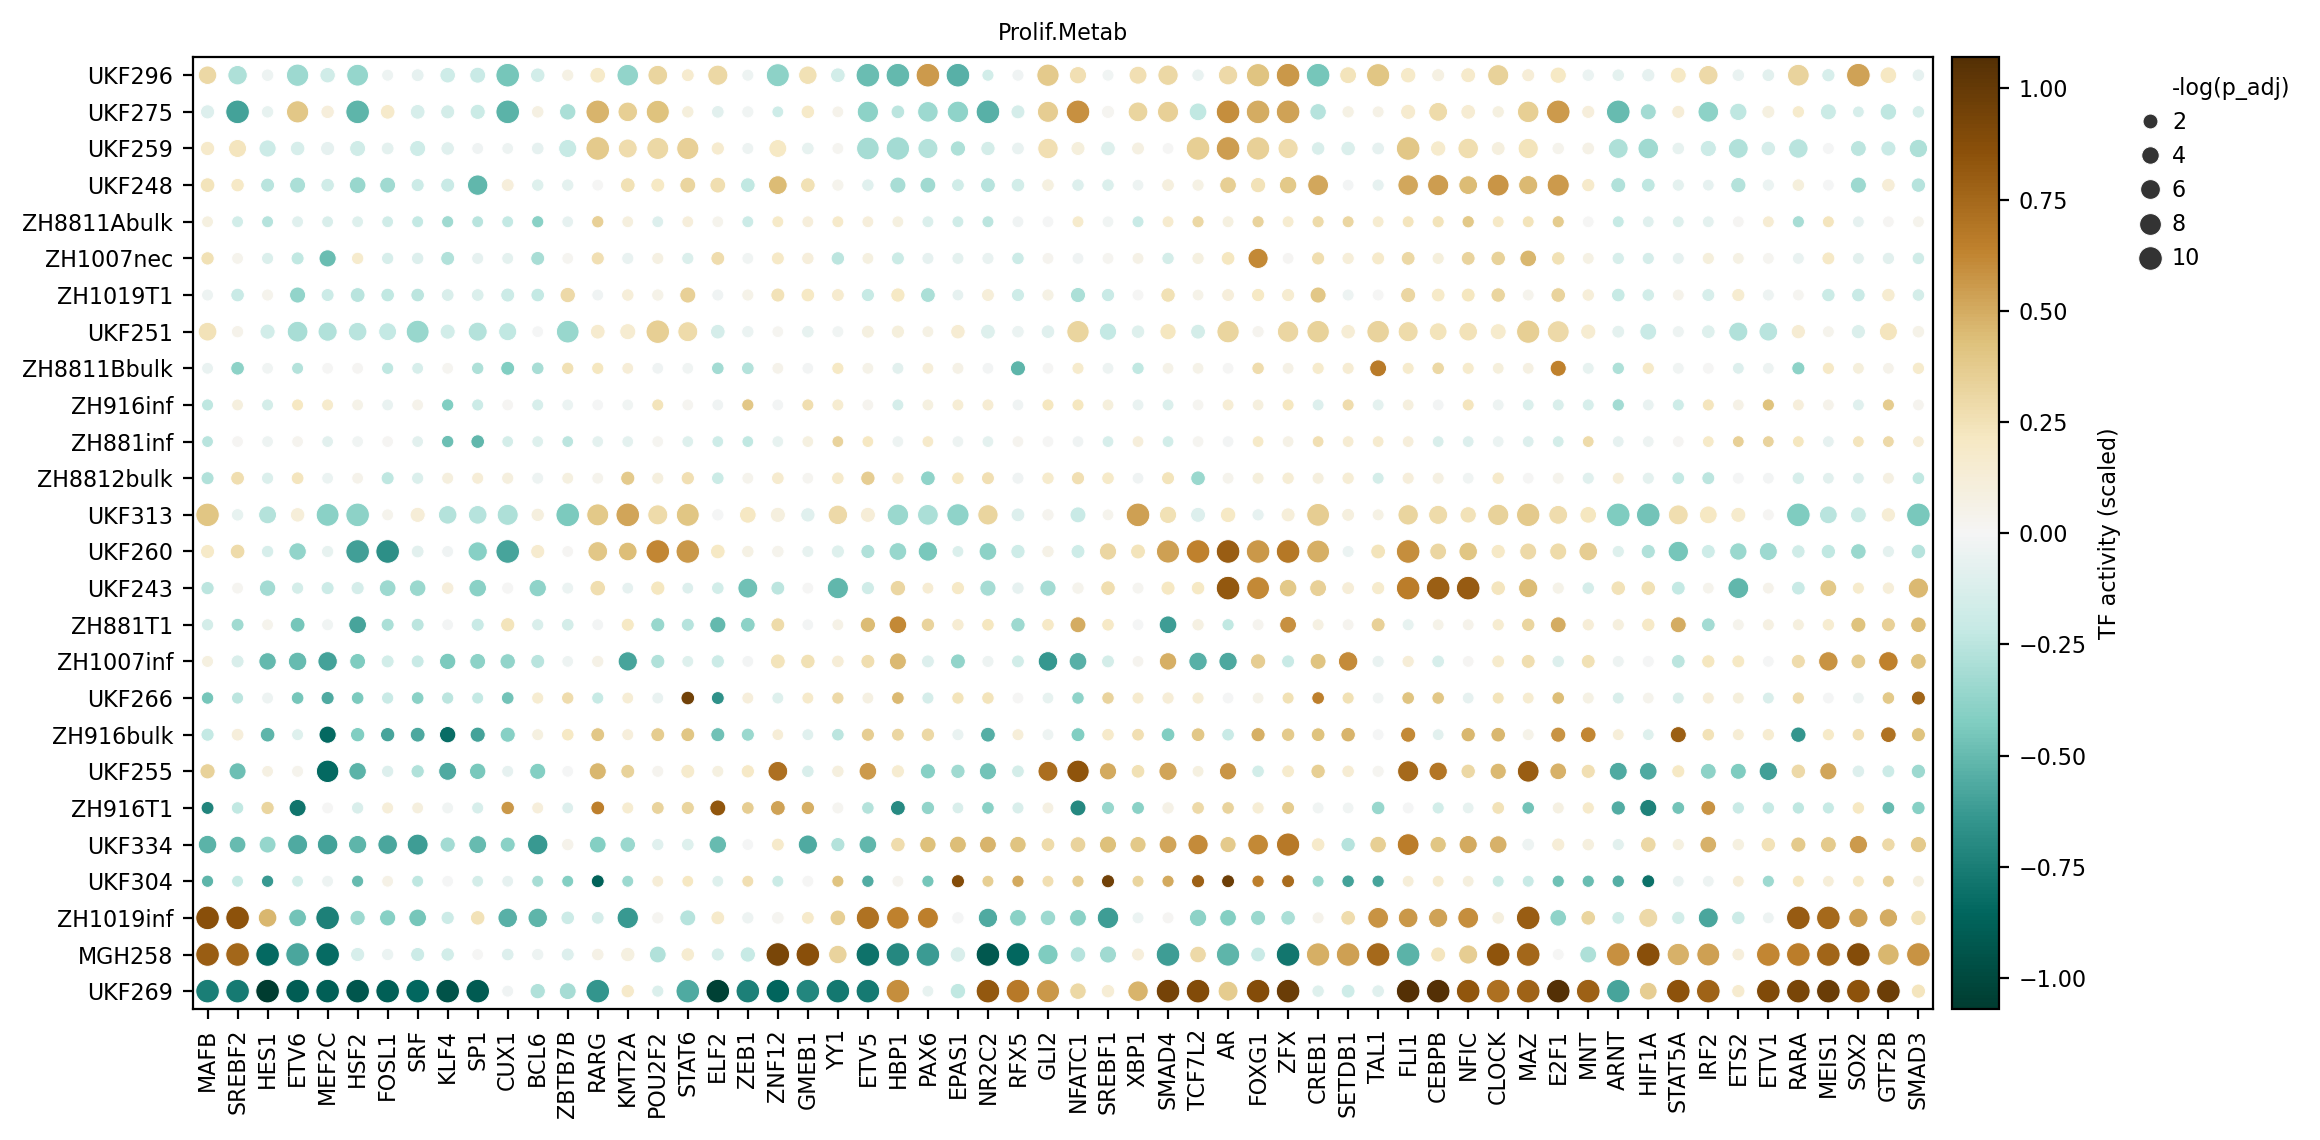 Prolif.Metab
UKF296
UKF275
UKF259
UKF248
ZH8811Abulk
ZH1007nec
ZH1019T1
UKF251
ZH8811Bbulk
ZH916inf
ZH881inf
ZH8812bulk
UKF313
UKF260
UKF243
ZH881T1
ZH1007inf
UKF266
ZH916bulk
UKF255
ZH916T1
UKF334
UKF304
ZH1019inf
MGH258
UKF269
MAFB
SREBF2
HES1
ETV6
MEF2C
HSF2
FOSL1
SRF
KLF4
SP1
CUX1
BCL6
ZBTB7B
RARG
KMT2A
POU2F2
STAT6
ELF2
ZEB1
ZNF12
GMEB1
YY1
ETV5
HBP1
PAX6
EPAS1
NR2C2
RFX5
GLI2
NFATC1
SREBF1
XBP1
SMAD4
TCF7L2
AR
FOXG1
ZFX
CREB1
SETDB1
TAL1
FLI1
CEBPB
NFIC
CLOCK
MAZ
E2F1
MNT
ARNT
HIF1A
STAT5A
IRF2
ETS2
ETV1
RARA
MEIS1
SOX2
GTF2B
SMAD3
1.00
0.75
0.50
0.25
0.00
−0.25
−0.50
−0.75
−1.00
TF activity (scaled)
-log(p_adj)
2
4
6
8
10